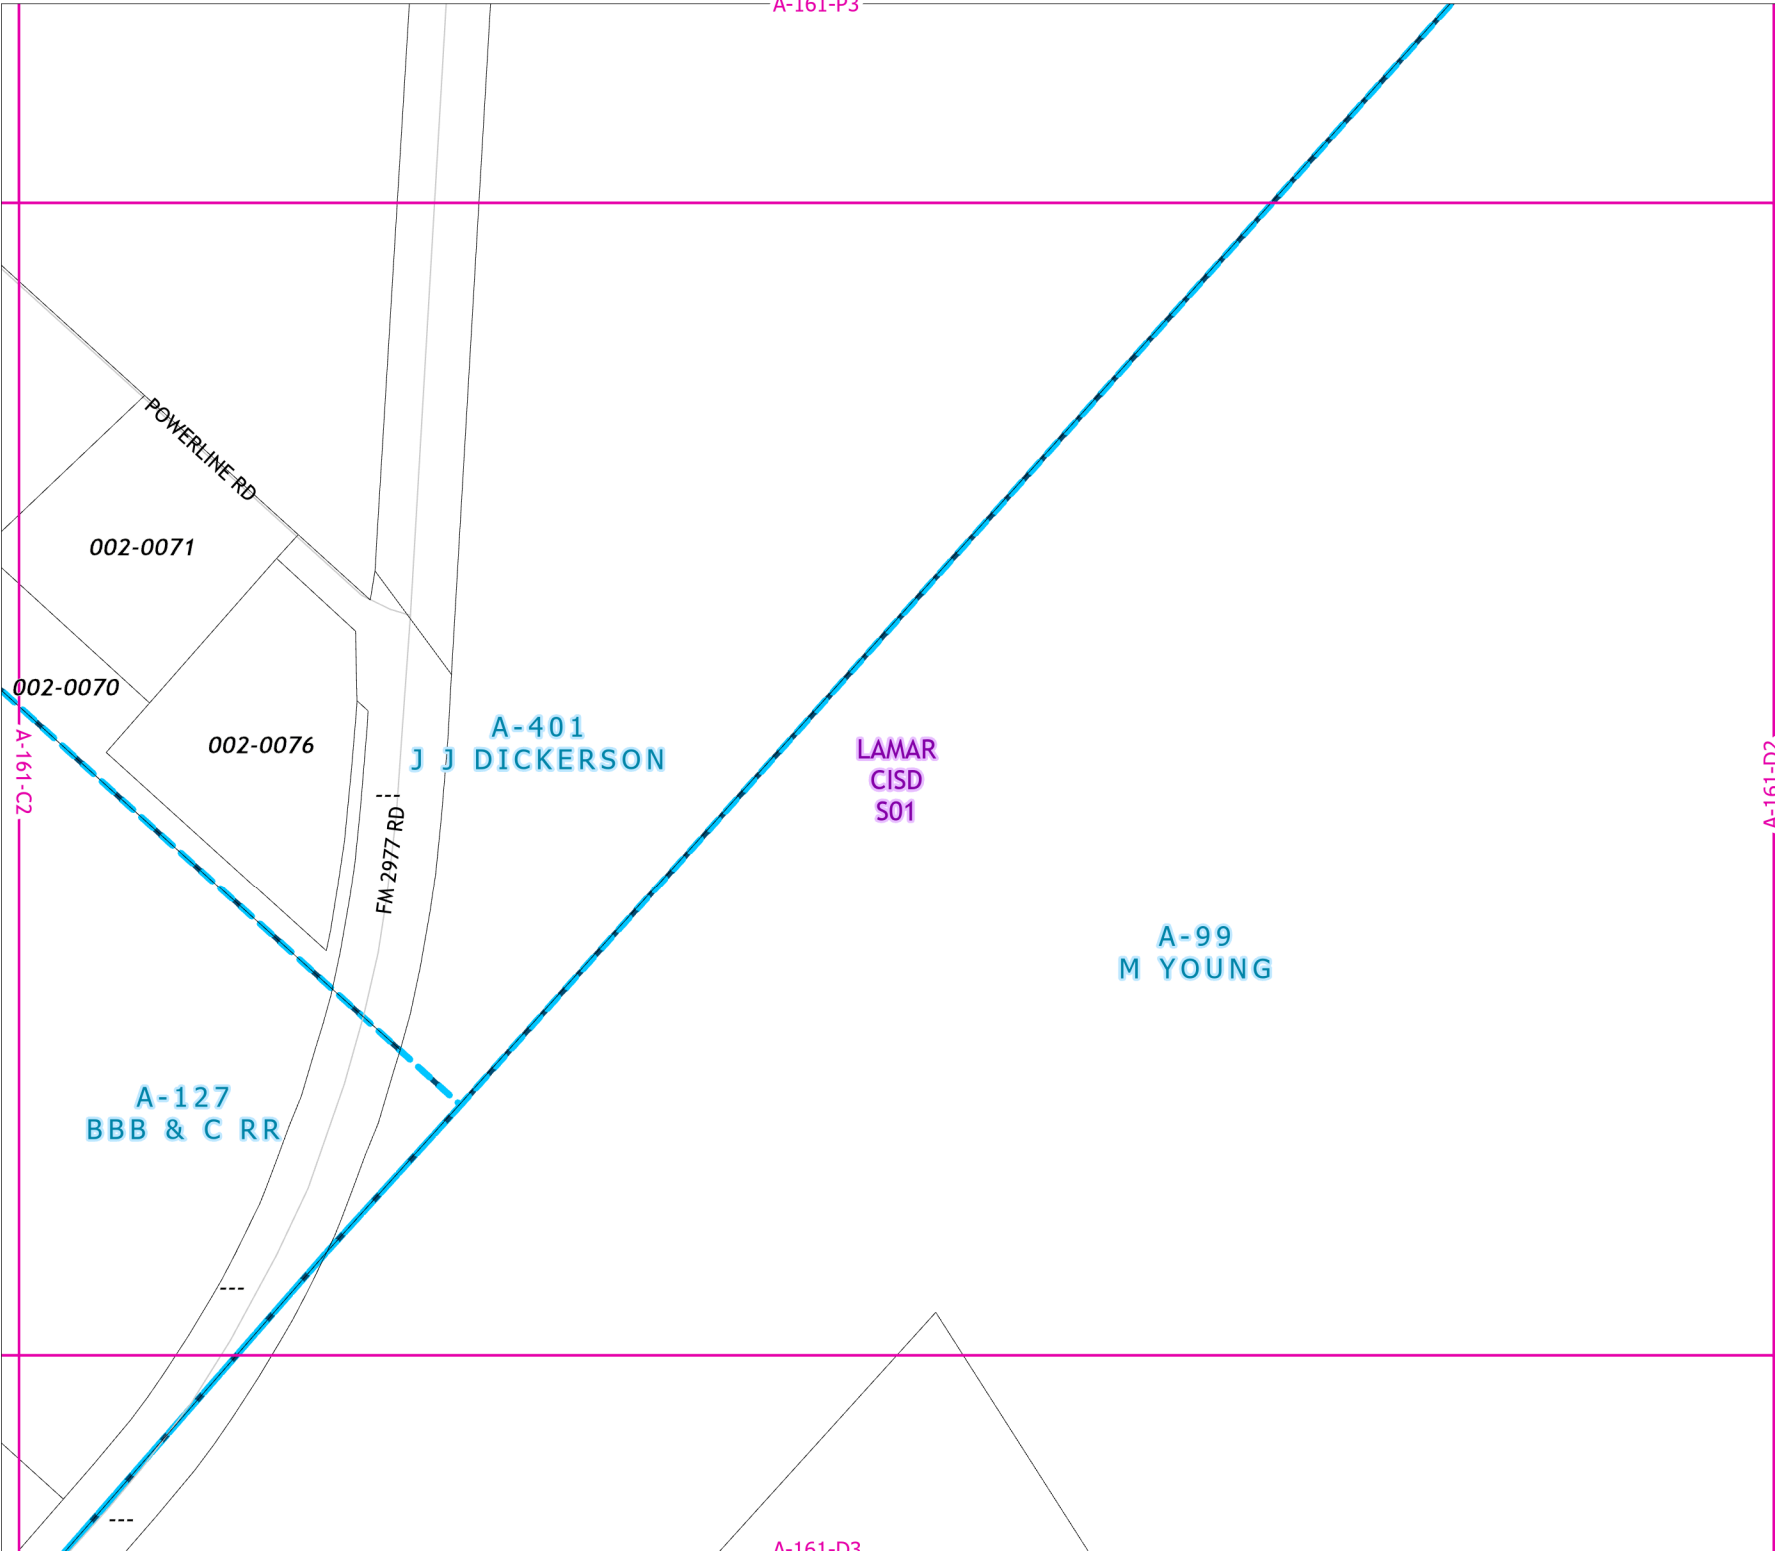 A-161-P3
POWERLINE RD
002-0071
002-0070
002-0076
A-401
J J DICKERSON
LAMAR
CISD
S01
A-161-C2
A-161-D2
---
FM 2977 RD
A-99
M YOUNG
A-127
BBB & C RR
---
---
A-161-D3